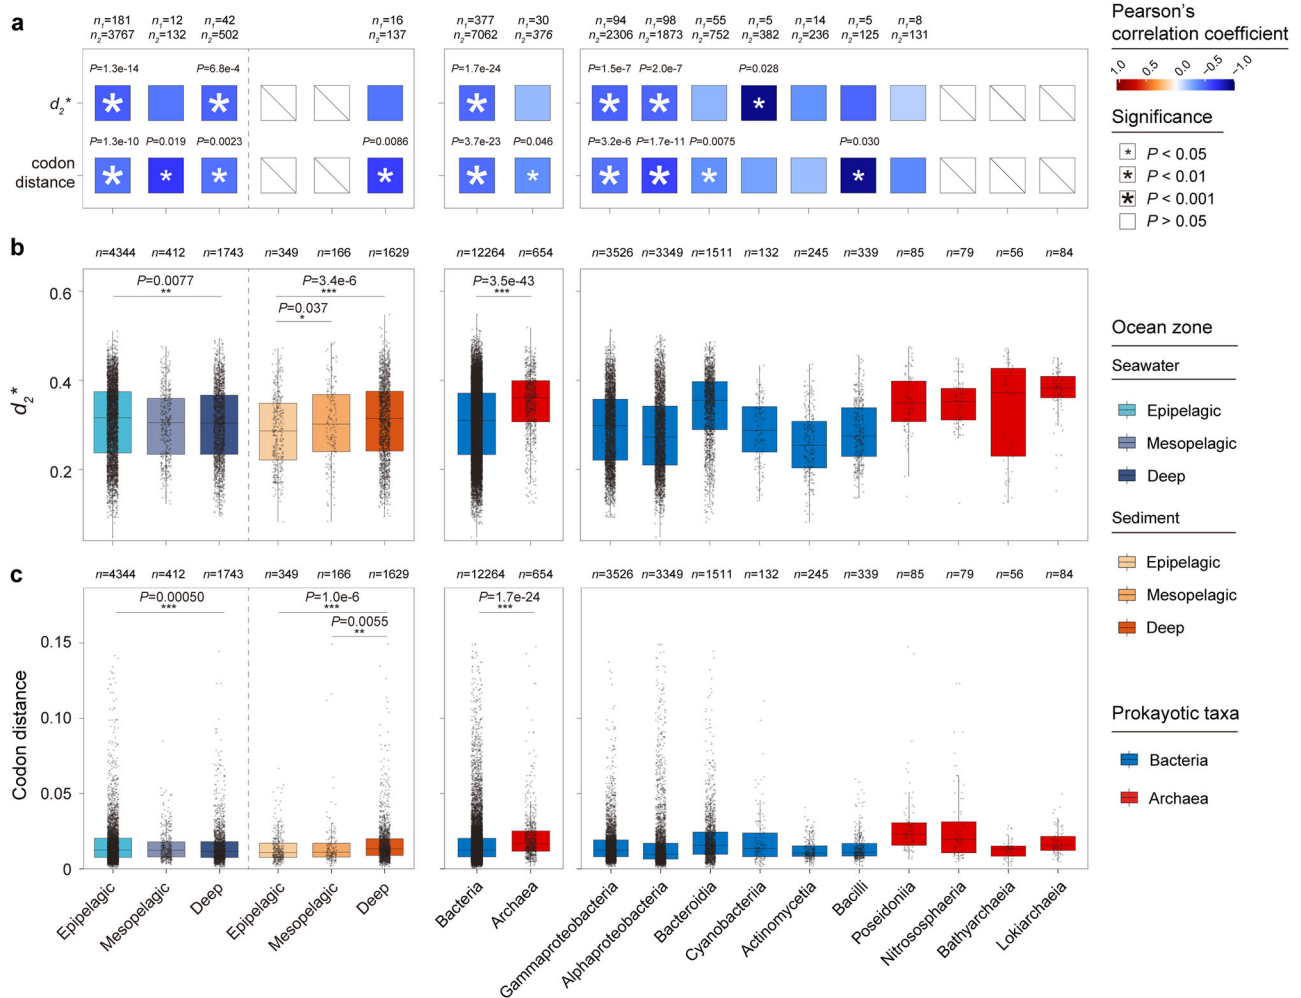 a
n1=181 n1=12 n1=42 n1=16 n1=377 n1=30 n1=94 n1=98 n1=55 n1=5 n1=14 n1=5 n1=8
n2=3767 n2=132 n2=502 n2=137 n2=7062 n2=376 n2=2306 n2=1873 n2=752 n2=382 n2=236 n2=125 n2=131
P=1.3e-14 P=6.8e-4 P=1.7e-24 P=1.5e-7 P=2.0e-7 P=0.028
d2*
* * * * * *
P=1.3e-10 P=0.019 P=0.0023 P=0.0086 P=3.7e-23 P=0.046 P=3.2e-6 P=1.7e-11 P=0.0075 P=0.030
codon
distance
* * * * * * * * * *
Pearson's
correlation coefficient
1.0 0.5 0.0 −0.5 −1.0
Significance
* P < 0.05
* P < 0.01
* P < 0.001
P > 0.05
b
n=4344 n=412 n=1743 n=349 n=166 n=1629 n=12264 n=654 n=3526 n=3349 n=1511 n=132 n=245 n=339 n=85 n=79 n=56 n=84
P=0.0077 P=3.4e-6 P=3.5e-43
** *** ***
P=0.037
*
d2*
0.6
0.4
0.2
Ocean zone
Seawater
Epipelagic
Mesopelagic
Deep
Sediment
Epipelagic
Mesopelagic
Deep
c
n=4344 n=412 n=1743 n=349 n=166 n=1629 n=12264 n=654 n=3526 n=3349 n=1511 n=132 n=245 n=339 n=85 n=79 n=56 n=84
P=0.00050 P=1.0e-6 P=1.7e-24
*** *** ***
P=0.0055
**
Codon distance
0.15
0.10
0.05
0
Prokayotic taxa
Bacteria
Archaea
Epipelagic
Mesopelagic
Deep
Epipelagic
Mesopelagic
Deep
Bacteria
Archaea
Gammaproteobacteria
Alphaproteobacteria
Bacteroidia
Cyanobacteriia
Actinomycetia
Bacilli
Poseidoniia
Nitrososphaeria
Bathyarchaeia
Lokiarchaeia